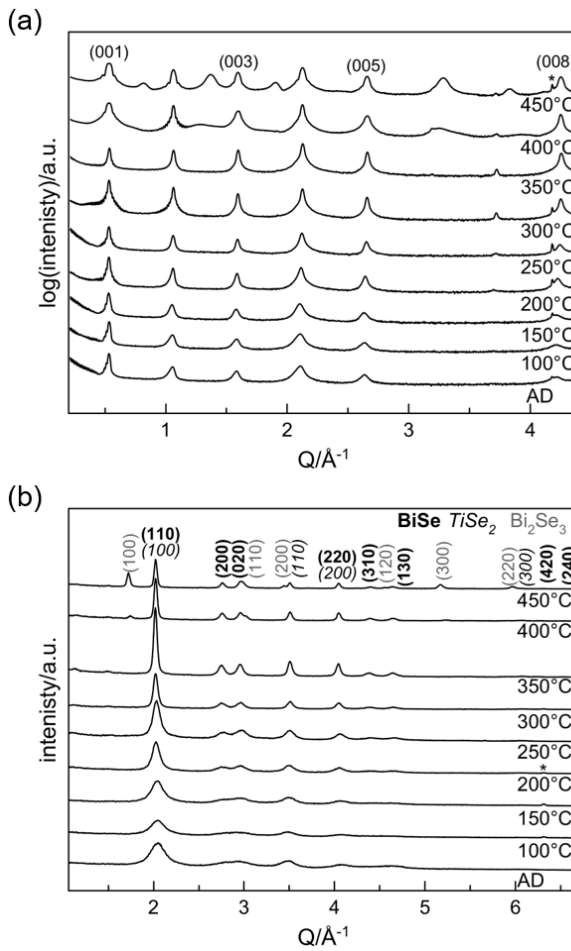 (a)
(001) (003) (005) (008)
*
450°C
400°C
350°C
300°C
250°C
200°C
150°C
100°C
AD
log(intenisty)/a.u.
1 2 3 4
Q/Å-1
(b)
BiSe TiSe2 Bi2Se3
(100) (110) (100) (200) (020) (110) (200) (110) (220) (200) (310) (120) (130) (300) (220) (300) (420) (240)
450°C
400°C
350°C
300°C
250°C
*
200°C
150°C
100°C
AD
intenisty/a.u.
2 3 4 5 6
Q/Å-1